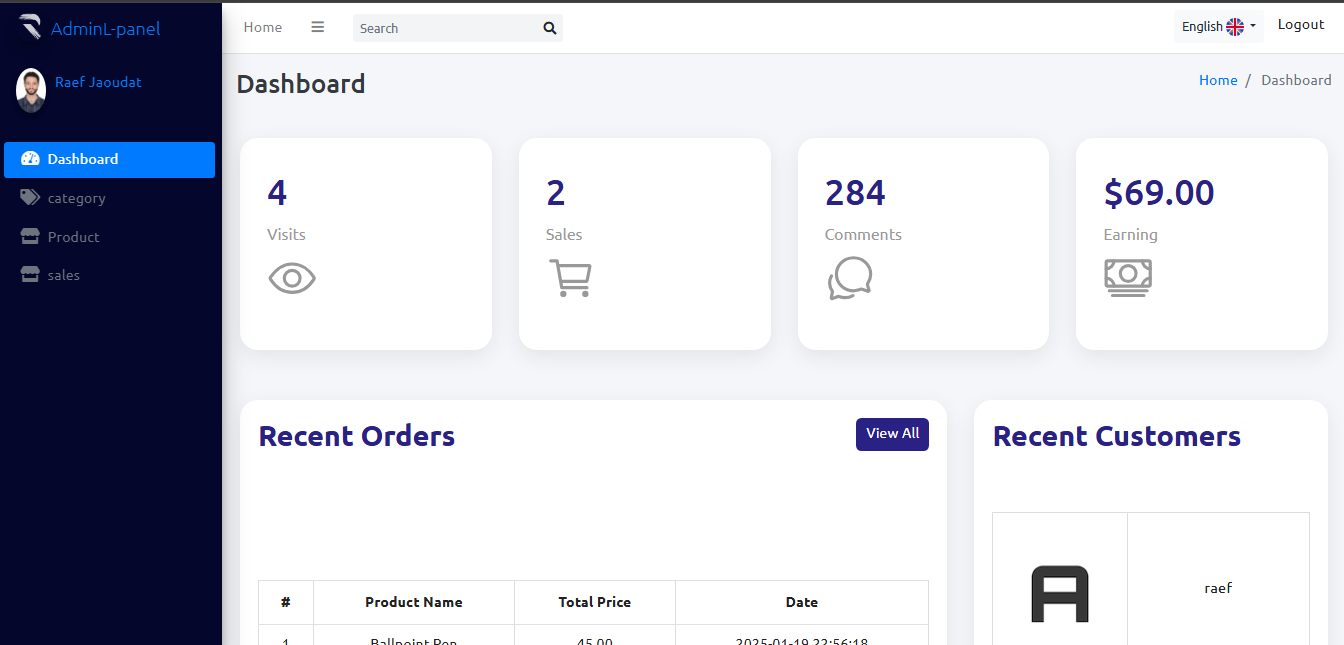 AdminL-panel
Raef Jaoudat
Dashboard
category
Product
sales
Home
Search
English
Logout
Dashboard
Home / Dashboard
4
Visits
2
Sales
284
Comments
$69.00
Earning
Recent Orders
View All
# Product Name Total Price Date
1 Ballpoint Pen 45.00 2025-01-19 22:56:18
Recent Customers
raef